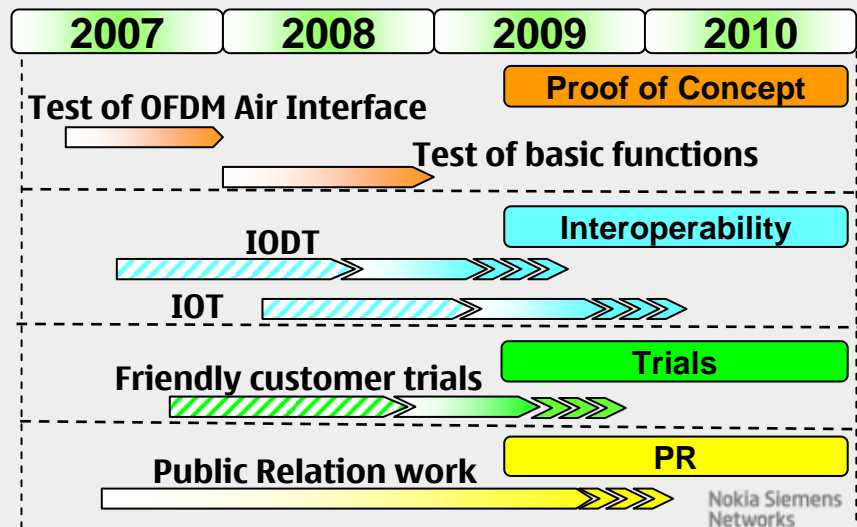 2007 2008 2009 2010
Proof of Concept
Test of OFDM Air Interface
Test of basic functions
Interoperability
IODT
IOT
Trials
Friendly customer trials
PR
Public Relation work
Nokia Siemens
Networks